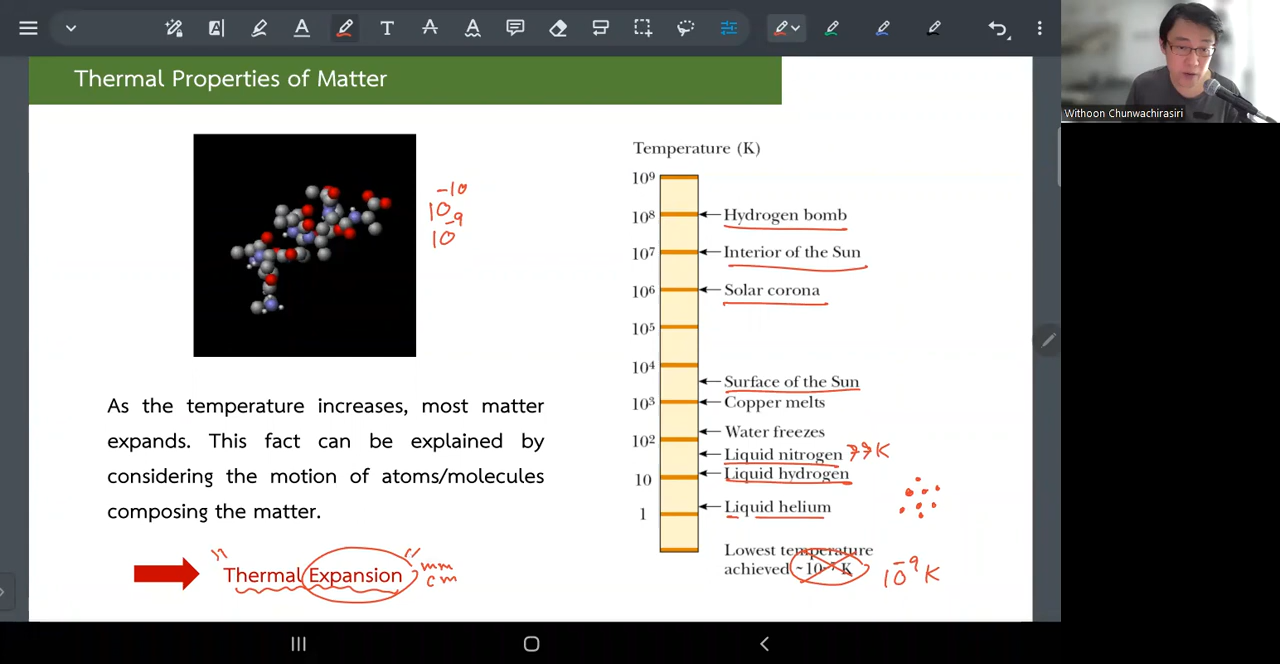 Withoon Chunwachirasiri
Thermal Properties of Matter
10⁻¹⁰
10⁻⁹
As the temperature increases, most matter
expands. This fact can be explained by
considering the motion of atoms/molecules
composing the matter.
"Thermal Expansion"
mm
cm
Temperature (K)
10⁹
10⁸ Hydrogen bomb
10⁷ Interior of the Sun
10⁶ Solar corona
10⁵
10⁴
Surface of the Sun
10³ Copper melts
Water freezes
10²
Liquid nitrogen 77K
Liquid hydrogen
10
Liquid helium
1
Lowest temperature
achieved 10⁻⁹ K